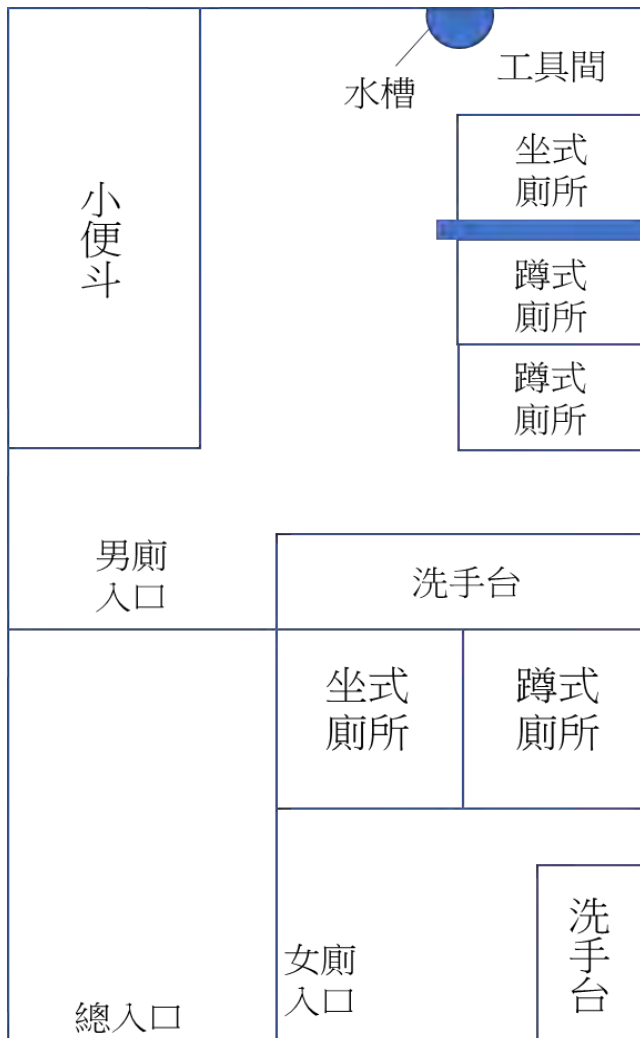 工具間
水槽
坐式
廁所
小便斗
蹲式
廁所
蹲式
廁所
男廁
入口
洗手台
坐式
廁所
蹲式
廁所
洗手台
女廁
入口
總入口